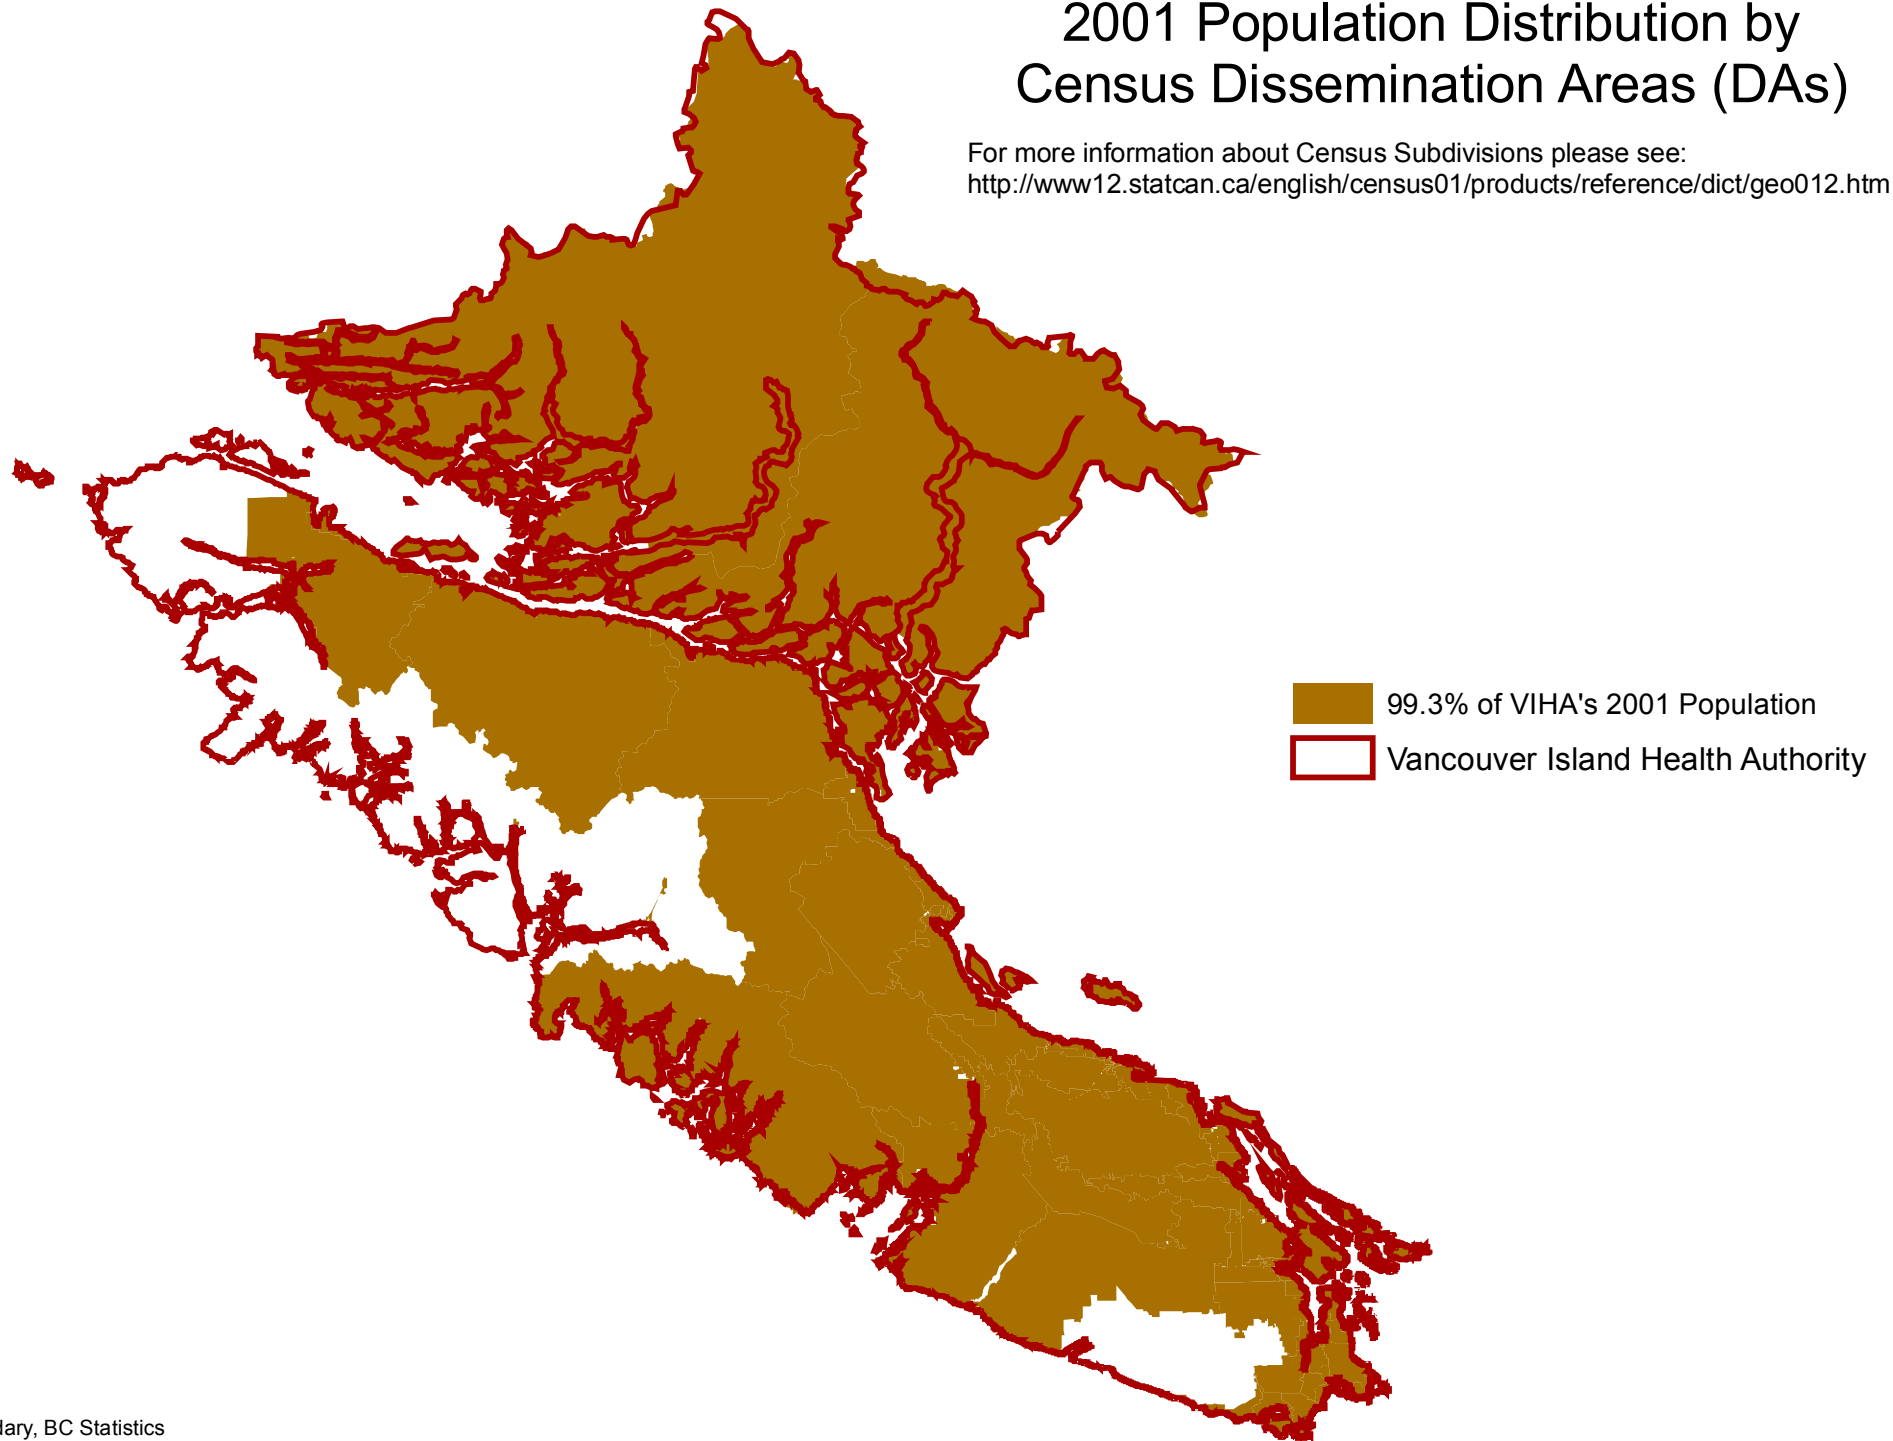 2001 Population Distribution by
Census Dissemination Areas (DAs)
For more information about Census Subdivisions please see:
http://www12.statcan.ca/english/census01/products/reference/dict/geo012.htm
99.3% of VIHA's 2001 Population
Vancouver Island Health Authority
dary, BC Statistics